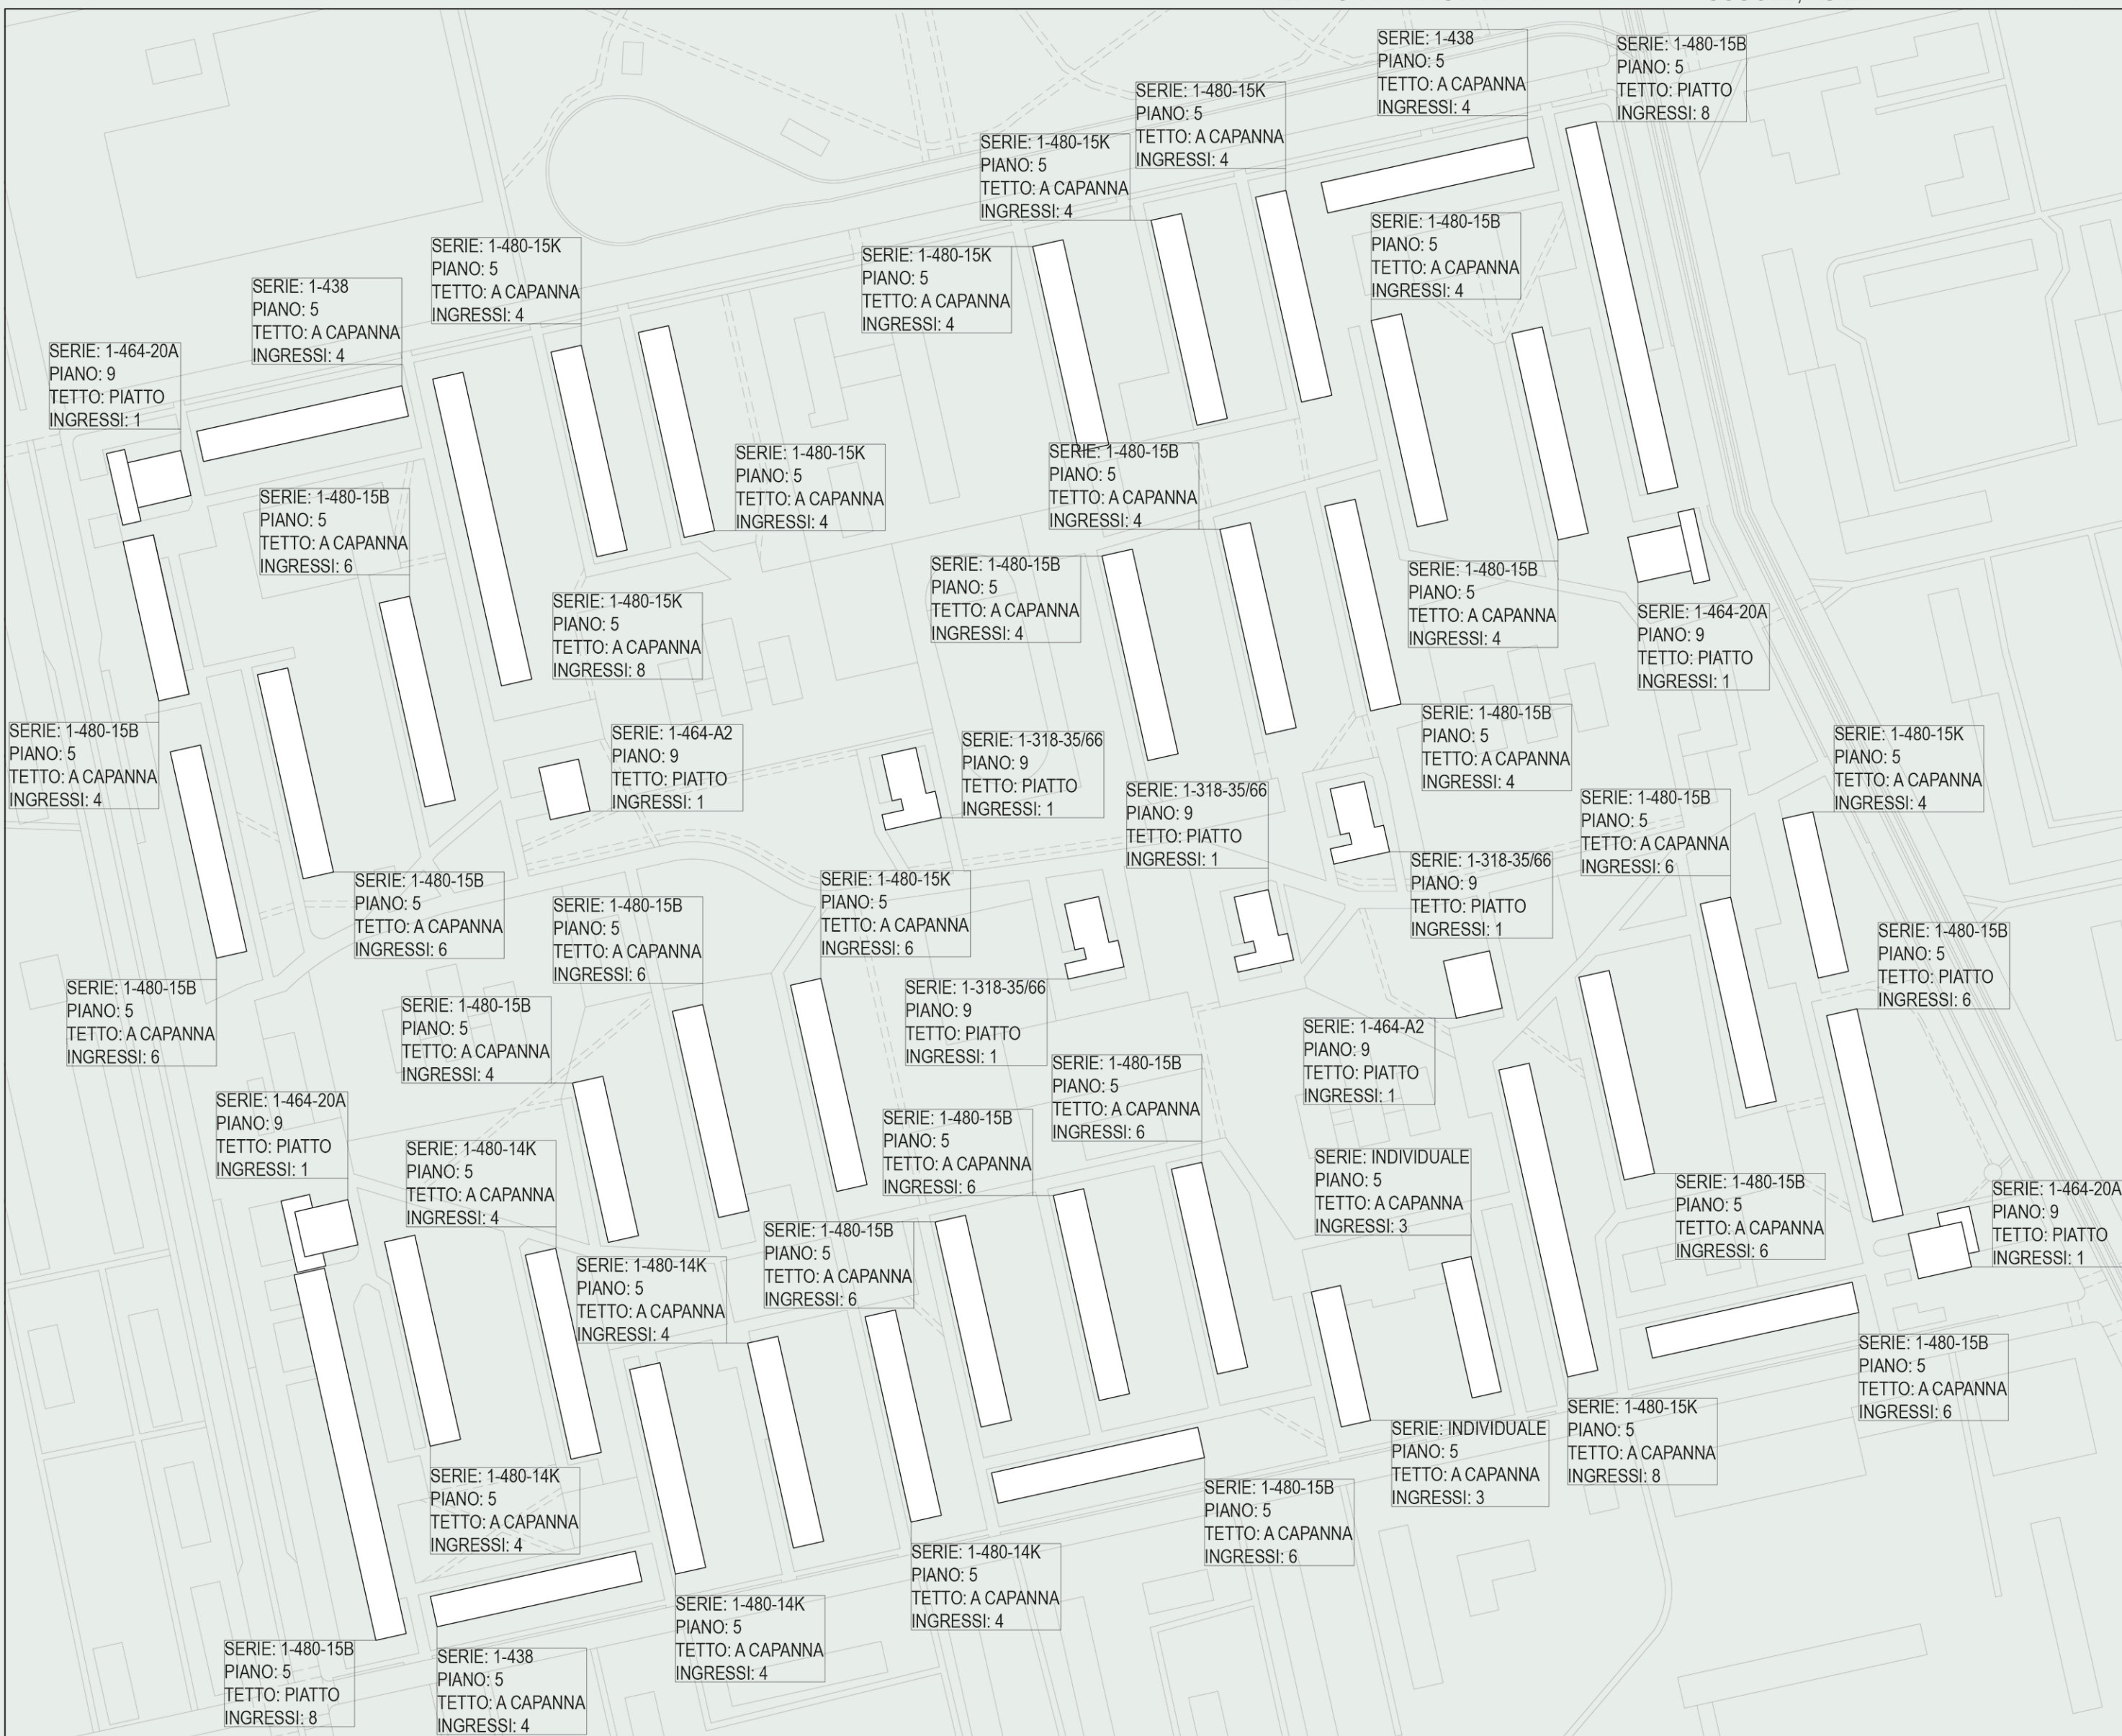 SERIE: 1-438
PIANO: 5
TETTO: A CAPANNA
INGRESSI: 4
SERIE: 1-480-15B
PIANO: 5
TETTO: PIATTO
INGRESSI: 8
SERIE: 1-480-15K
PIANO: 5
TETTO: A CAPANNA
INGRESSI: 4
SERIE: 1-480-15K
PIANO: 5
TETTO: A CAPANNA
INGRESSI: 4
SERIE: 1-480-15B
PIANO: 5
TETTO: A CAPANNA
INGRESSI: 4
SERIE: 1-480-15K
PIANO: 5
TETTO: A CAPANNA
INGRESSI: 4
SERIE: 1-480-15K
PIANO: 5
TETTO: A CAPANNA
INGRESSI: 4
SERIE: 1-438
PIANO: 5
TETTO: A CAPANNA
INGRESSI: 4
SERIE: 1-464-20A
PIANO: 9
TETTO: PIATTO
INGRESSI: 1
SERIE: 1-480-15K
PIANO: 5
TETTO: A CAPANNA
INGRESSI: 4
SERIE: 1-480-15B
PIANO: 5
TETTO: A CAPANNA
INGRESSI: 4
SERIE: 1-480-15B
PIANO: 5
TETTO: A CAPANNA
INGRESSI: 6
SERIE: 1-480-15B
PIANO: 5
TETTO: A CAPANNA
INGRESSI: 4
SERIE: 1-480-15B
PIANO: 5
TETTO: A CAPANNA
INGRESSI: 4
SERIE: 1-480-15K
PIANO: 5
TETTO: A CAPANNA
INGRESSI: 8
SERIE: 1-464-20A
PIANO: 9
TETTO: PIATTO
INGRESSI: 1
SERIE: 1-480-15B
PIANO: 5
TETTO: A CAPANNA
INGRESSI: 4
SERIE: 1-480-15B
PIANO: 5
TETTO: A CAPANNA
INGRESSI: 4
SERIE: 1-464-A2
PIANO: 9
TETTO: PIATTO
INGRESSI: 1
SERIE: 1-318-35/66
PIANO: 9
TETTO: PIATTO
INGRESSI: 1
SERIE: 1-480-15K
PIANO: 5
TETTO: A CAPANNA
INGRESSI: 4
SERIE: 1-318-35/66
PIANO: 9
TETTO: PIATTO
INGRESSI: 1
SERIE: 1-480-15B
PIANO: 5
TETTO: A CAPANNA
INGRESSI: 6
SERIE: 1-318-35/66
PIANO: 9
TETTO: PIATTO
INGRESSI: 1
SERIE: 1-480-15B
PIANO: 5
TETTO: A CAPANNA
INGRESSI: 6
SERIE: 1-480-15K
PIANO: 5
TETTO: A CAPANNA
INGRESSI: 6
SERIE: 1-480-15B
PIANO: 5
TETTO: A CAPANNA
INGRESSI: 6
SERIE: 1-480-15B
PIANO: 5
TETTO: PIATTO
INGRESSI: 6
SERIE: 1-480-15B
PIANO: 5
TETTO: A CAPANNA
INGRESSI: 6
SERIE: 1-318-35/66
PIANO: 9
TETTO: PIATTO
INGRESSI: 1
SERIE: 1-480-15B
PIANO: 5
TETTO: A CAPANNA
INGRESSI: 4
SERIE: 1-464-A2
PIANO: 9
TETTO: PIATTO
INGRESSI: 1
SERIE: 1-480-15B
PIANO: 5
TETTO: A CAPANNA
INGRESSI: 6
SERIE: 1-464-20A
PIANO: 9
TETTO: PIATTO
INGRESSI: 1
SERIE: 1-480-15B
PIANO: 5
TETTO: A CAPANNA
INGRESSI: 6
SERIE: 1-480-14K
PIANO: 5
TETTO: A CAPANNA
INGRESSI: 4
SERIE: INDIVIDUALE
PIANO: 5
TETTO: A CAPANNA
INGRESSI: 3
SERIE: 1-480-15B
PIANO: 5
TETTO: A CAPANNA
INGRESSI: 6
SERIE: 1-464-20A
PIANO: 9
TETTO: PIATTO
INGRESSI: 1
SERIE: 1-480-15B
PIANO: 5
TETTO: A CAPANNA
INGRESSI: 6
SERIE: 1-480-14K
PIANO: 5
TETTO: A CAPANNA
INGRESSI: 4
SERIE: 1-480-15B
PIANO: 5
TETTO: A CAPANNA
INGRESSI: 6
SERIE: 1-480-15K
PIANO: 5
TETTO: A CAPANNA
INGRESSI: 8
SERIE: INDIVIDUALE
PIANO: 5
TETTO: A CAPANNA
INGRESSI: 3
SERIE: 1-480-14K
PIANO: 5
TETTO: A CAPANNA
INGRESSI: 4
SERIE: 1-480-15B
PIANO: 5
TETTO: A CAPANNA
INGRESSI: 6
SERIE: 1-480-14K
PIANO: 5
TETTO: A CAPANNA
INGRESSI: 4
SERIE: 1-480-14K
PIANO: 5
TETTO: A CAPANNA
INGRESSI: 4
SERIE: 1-480-15B
PIANO: 5
TETTO: PIATTO
INGRESSI: 8
SERIE: 1-438
PIANO: 5
TETTO: A CAPANNA
INGRESSI: 4